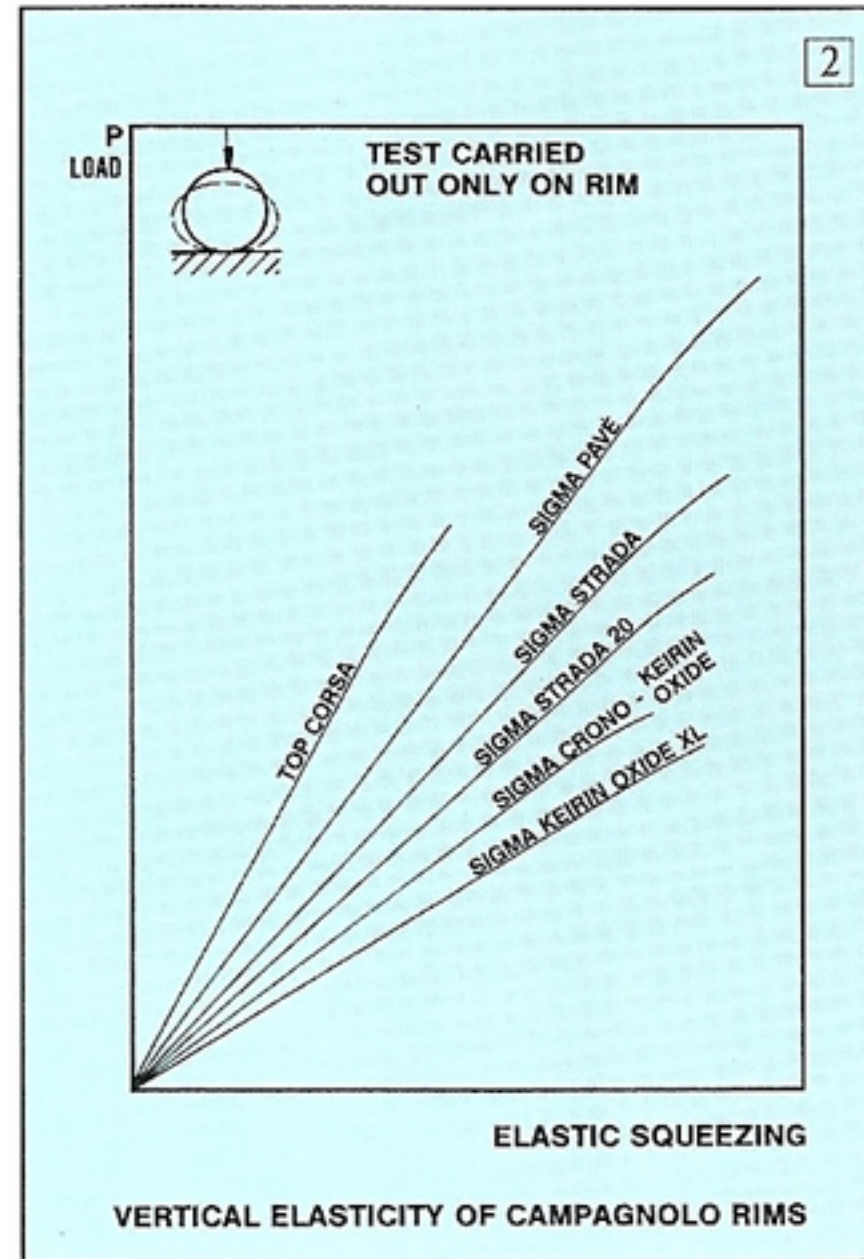 2
P
LOAD
TEST CARRIED
OUT ONLY ON RIM
TOP CORSA
SIGMA PAVÉ
SIGMA STRADA
SIGMA STRADA 20
SIGMA CRONO - KEIRIN
OXIDE
SIGMA KEIRIN OXIDE XL
ELASTIC SQUEEZING
VERTICAL ELASTICITY OF CAMPAGNOLO RIMS